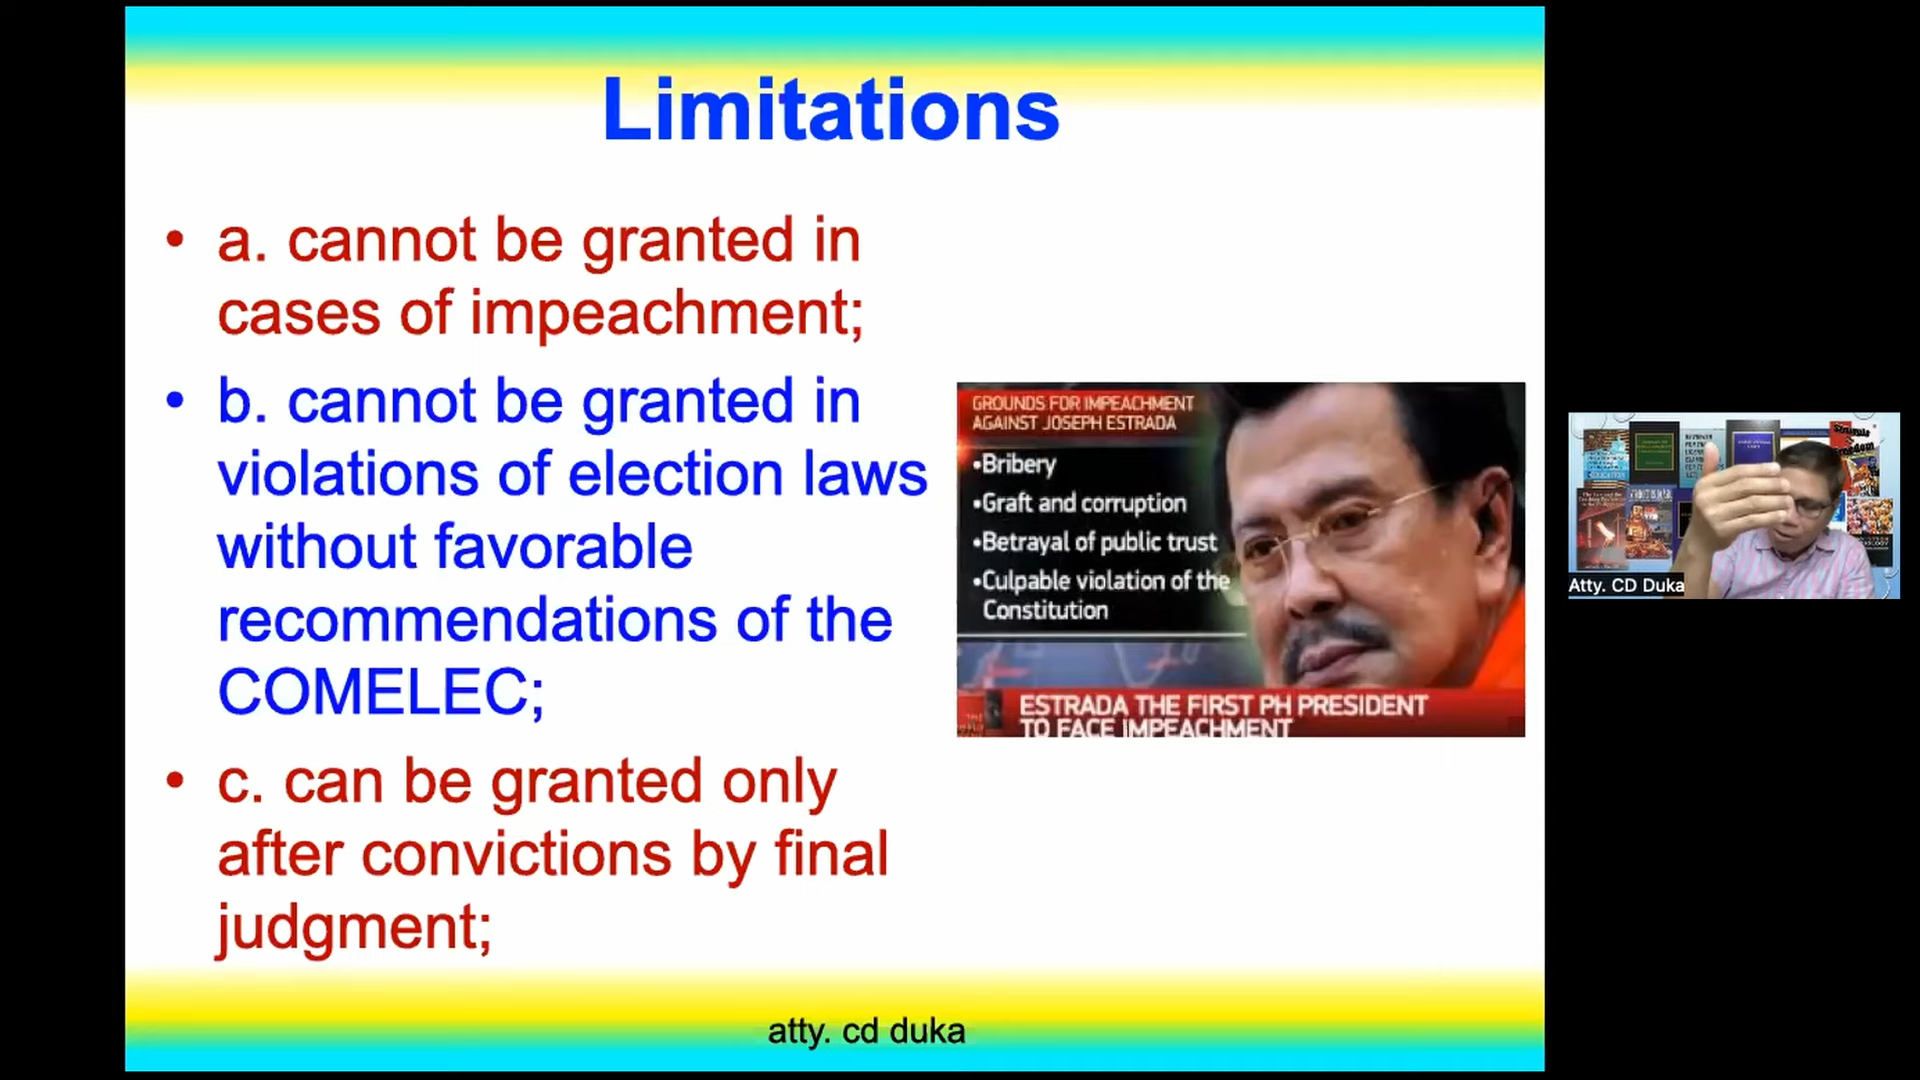 Limitations
• a. cannot be granted in
cases of impeachment;
• b. cannot be granted in
violations of election laws
without favorable
recommendations of the
COMELEC;
• c. can be granted only
after convictions by final
judgment;
GROUNDS FOR IMPEACHMENT
AGAINST JOSEPH ESTRADA
•Bribery
•Graft and corruption
•Betrayal of public trust
•Culpable violation of the
Constitution
ESTRADA THE FIRST PH PRESIDENT
TO FACE IMPEACHMENT
Atty. CD Duka
atty. cd duka